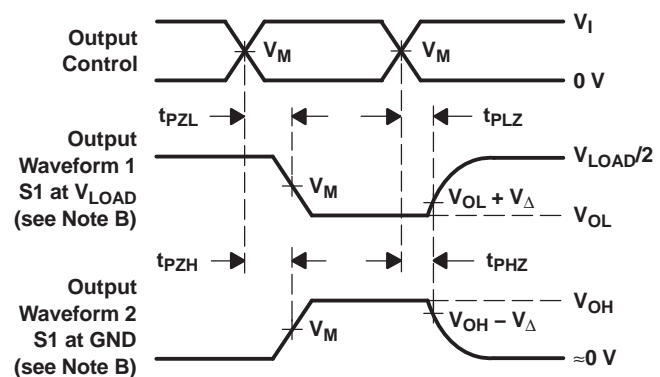 Output
Control
V_M
V_M
V_I
0 V
t_PZL
t_PLZ
Output
Waveform 1
S1 at V_LOAD
(see Note B)
V_M
V_LOAD/2
V_OL + V_Δ
V_OL
t_PZH
t_PHZ
Output
Waveform 2
S1 at GND
(see Note B)
V_M
V_OH
V_OH − V_Δ
≈0 V